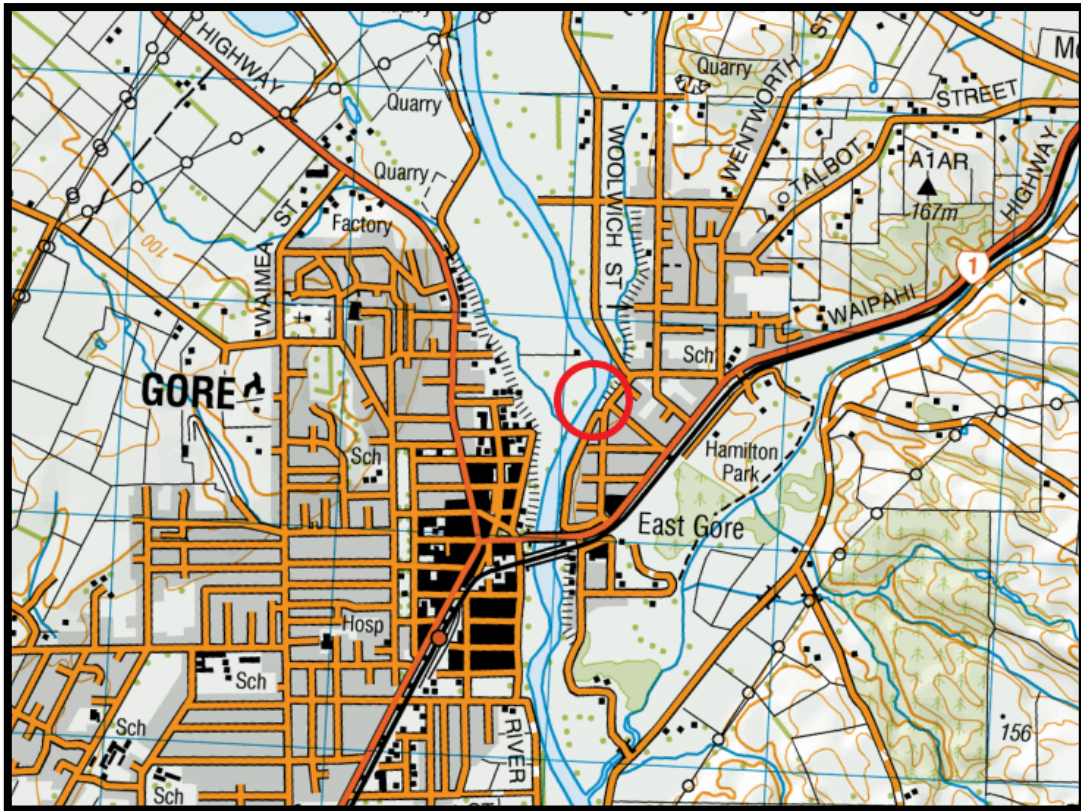 HIGHWAY
Quarry
Quarry
WOOLWICH ST
Quarry
WENTWORTH
TALBOT
STREET
A1AR
167m
HIGHWAY
1
WAIPAHI
Quarry
WAIMEA ST
Factory
100
GORE
Sch
Sch
Hamilton
Park
East Gore
Hosp
Sch
Sch
Sch
RIVER
156